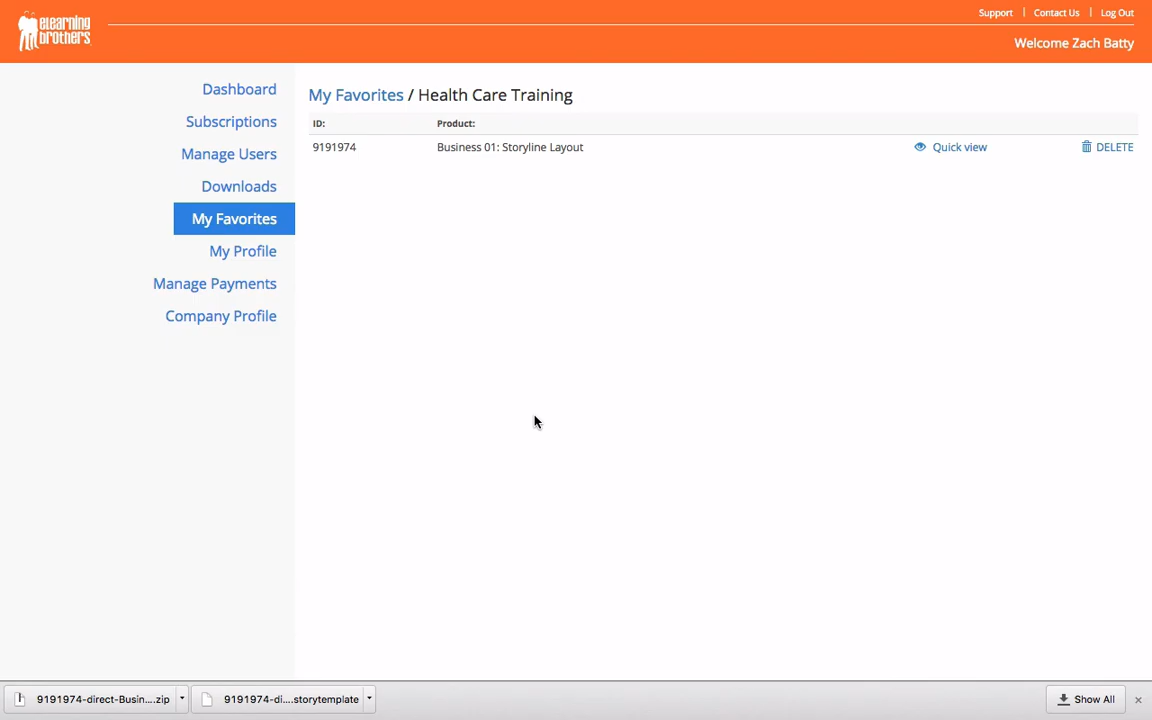 elearning
brothers
Support | Contact Us | Log Out
Welcome Zach Batty
Dashboard
Subscriptions
Manage Users
Downloads
My Favorites
My Profile
Manage Payments
Company Profile
My Favorites / Health Care Training
ID: Product:
9191974 Business 01: Storyline Layout Quick view DELETE
9191974-direct-Busin....zip 9191974-di....storytemplate Show All